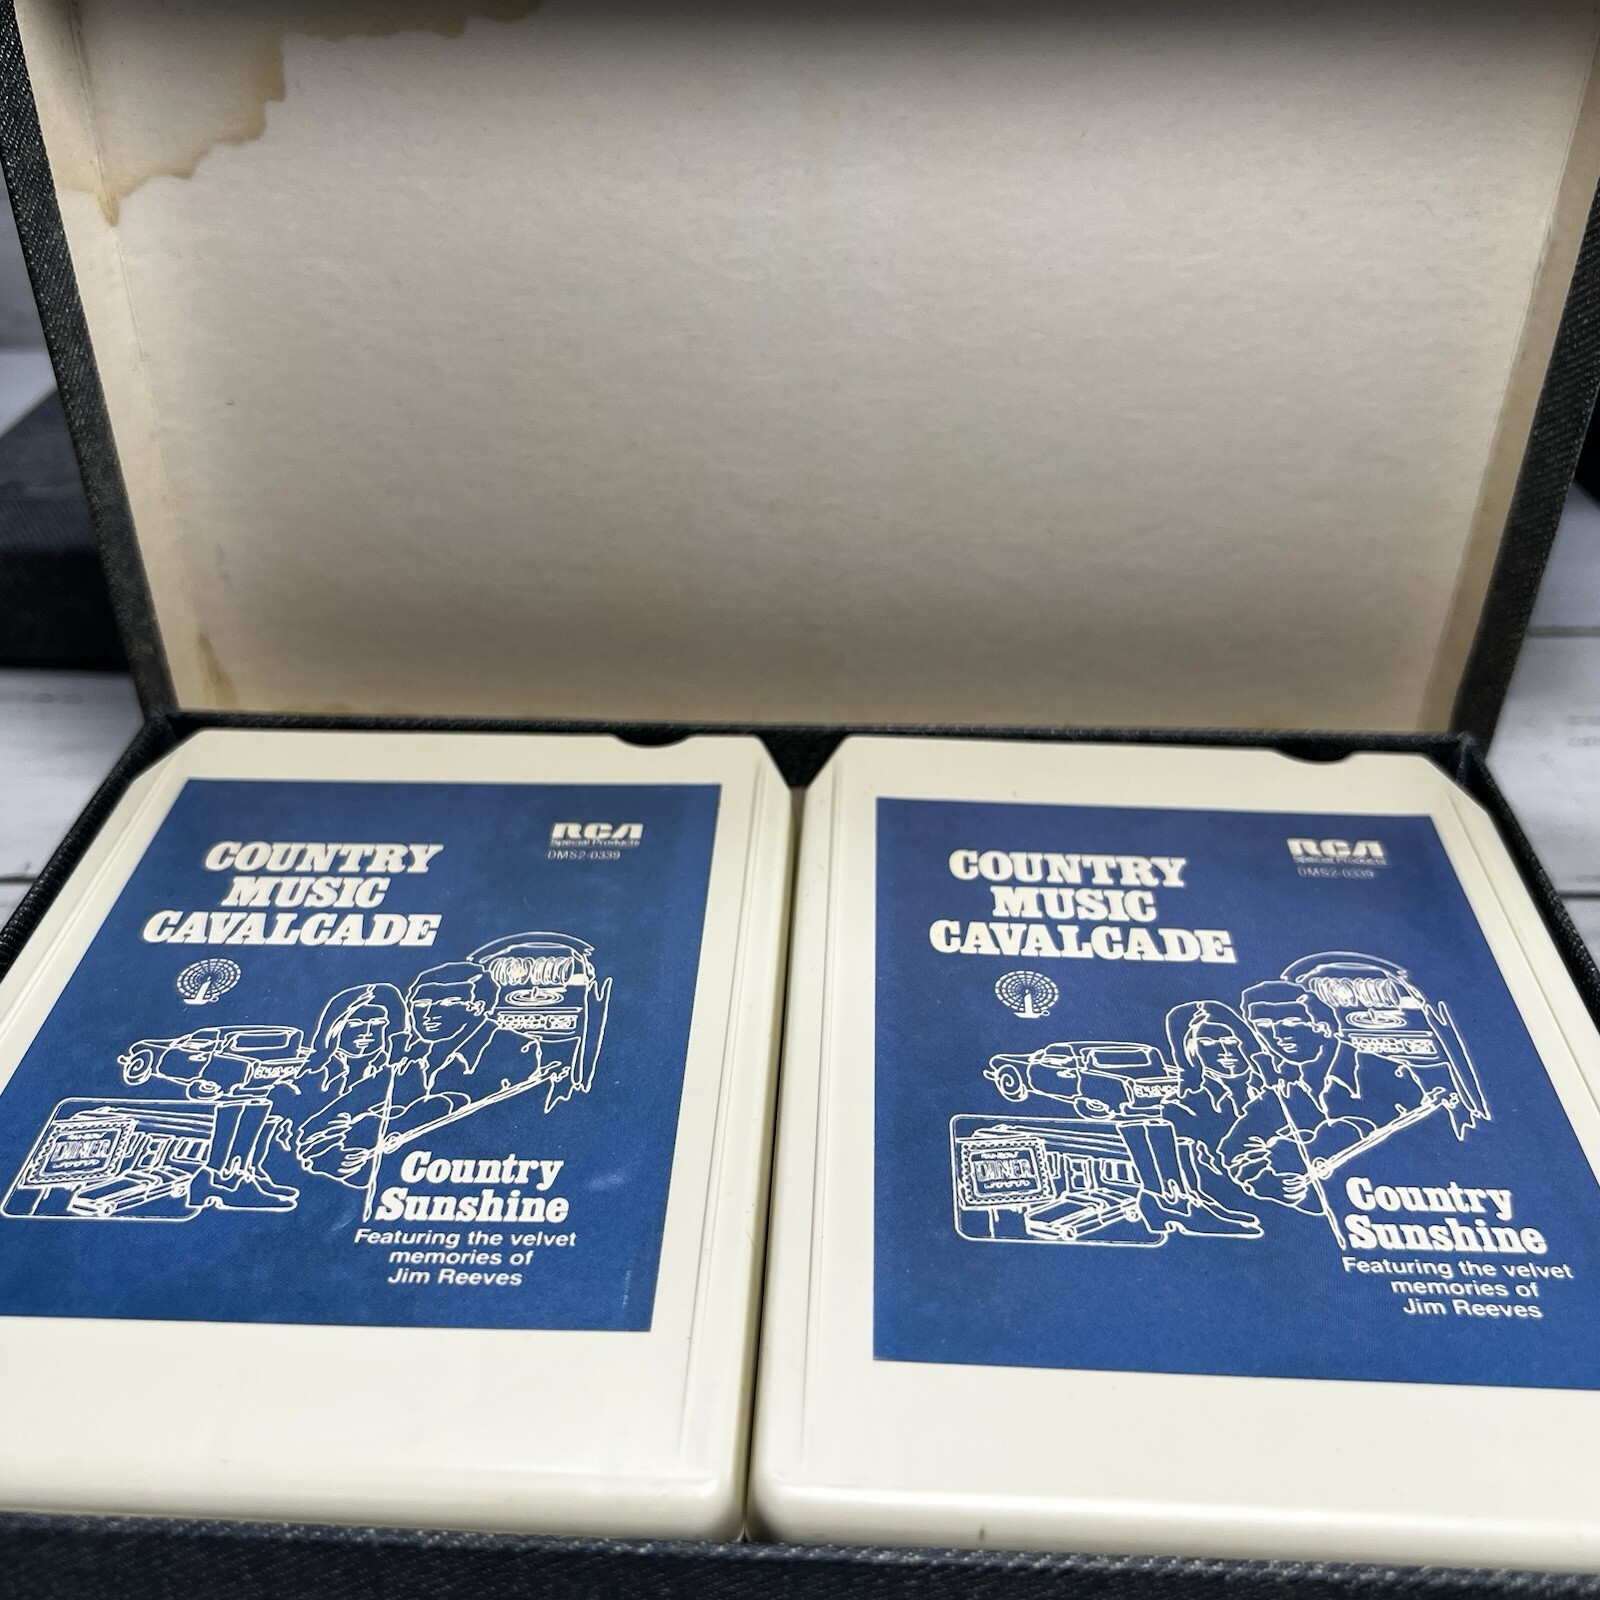 COUNTRY
MUSIC
CAVALCADE
RCA
Special Products
DMS2-0339
DINER
Country
Sunshine
Featuring the velvet
memories of
Jim Reeves
COUNTRY
MUSIC
CAVALCADE
RCA
Special Products
DMS2-0339
DINER
Country
Sunshine
Featuring the velvet
memories of
Jim Reeves